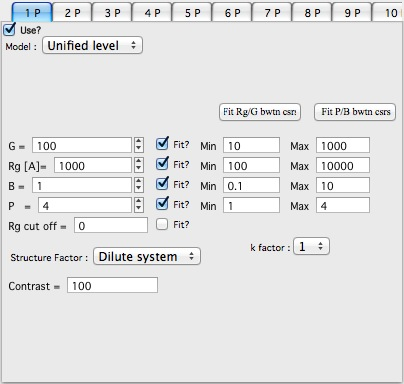 1 P 2 P 3 P 4 P 5 P 6 P 7 P 8 P 9 P 10
Use?
Model : Unified level
Fit Rg/G bwtn csrs Fit P/B bwtn csrs
G = 100 Fit? Min 10 Max 1000
Rg [A]= 1000 Fit? Min 100 Max 10000
B = 1 Fit? Min 0.1 Max 10
P = 4 Fit? Min 1 Max 4
Rg cut off = 0 Fit?
k factor : 1
Structure Factor : Dilute system
Contrast = 100